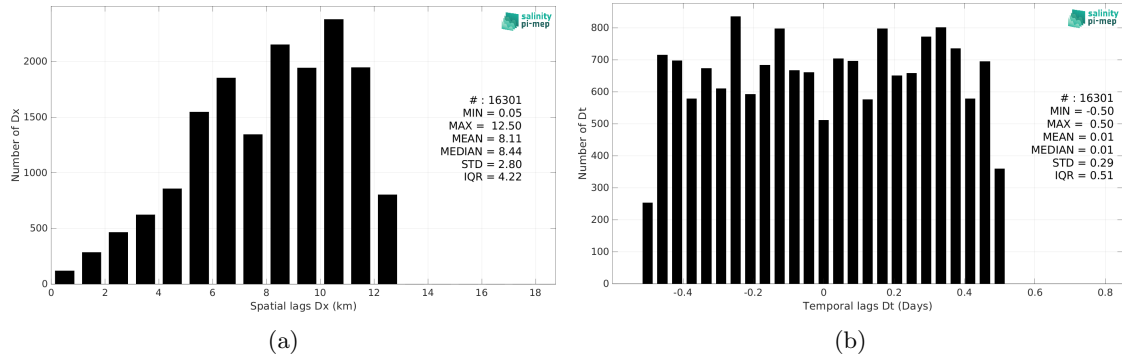 salinity
pi-mep
# : 16301
MIN = 0.05
MAX = 12.50
MEAN = 8.11
MEDIAN = 8.44
STD = 2.80
IQR = 4.22
Number of Dx
2000
1500
1000
500
0
0 2 4 6 8 10 12 14 16 18
Spatial lags Dx (km)
(a)
salinity
pi-mep
# : 16301
MIN = -0.50
MAX = 0.50
MEAN = 0.01
MEDIAN = 0.01
STD = 0.29
IQR = 0.51
Number of Dt
800
700
600
500
400
300
200
100
0
-0.4 -0.2 0 0.2 0.4 0.6 0.8
Temporal lags Dt (Days)
(b)